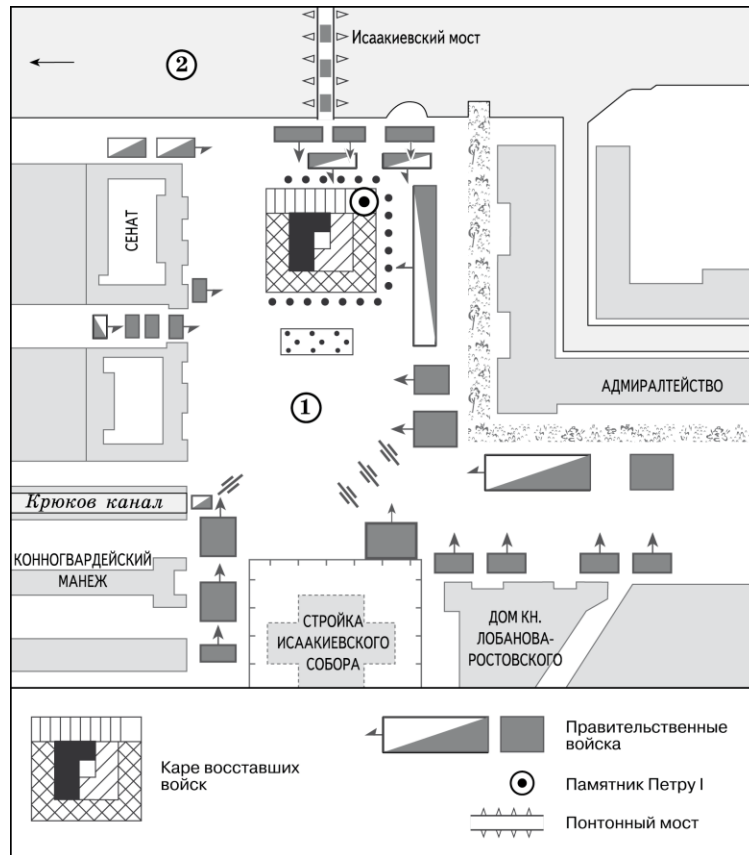 Исаакиевский мост
2
СЕНАТ
1
АДМИРАЛТЕЙСТВО
Крюков канал
КОННОГВАРДЕЙСКИЙ
МАНЕЖ
СТРОЙКА
ИСААКИЕВСКОГО
СОБОРА
ДОМ КН.
ЛОБАНОВА-
РОСТОВСКОГО
Каре восставших
войск
Правительственные
войска
Памятник Петру I
Понтонный мост